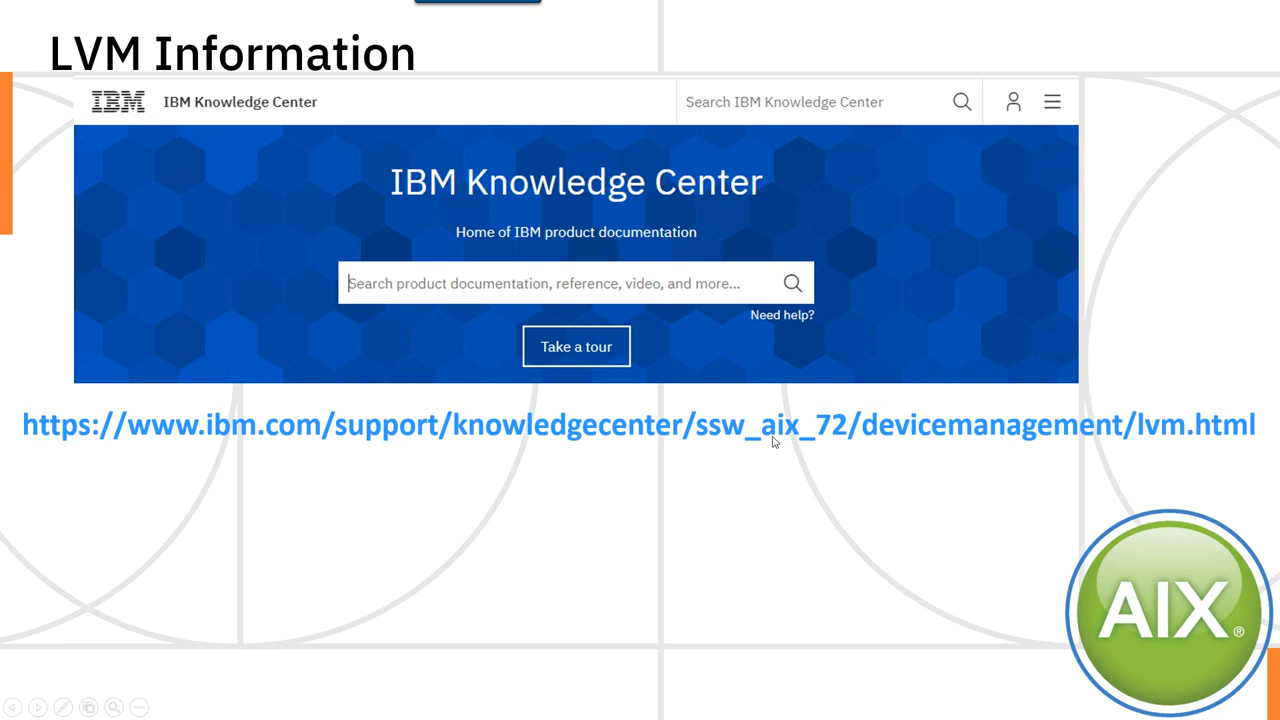 LVM Information
IBM IBM Knowledge Center Search IBM Knowledge Center
IBM Knowledge Center
Home of IBM product documentation
Search product documentation, reference, video, and more...
Need help?
Take a tour
https://www.ibm.com/support/knowledgecenter/ssw_aix_72/devicemanagement/lvm.html
AIX®